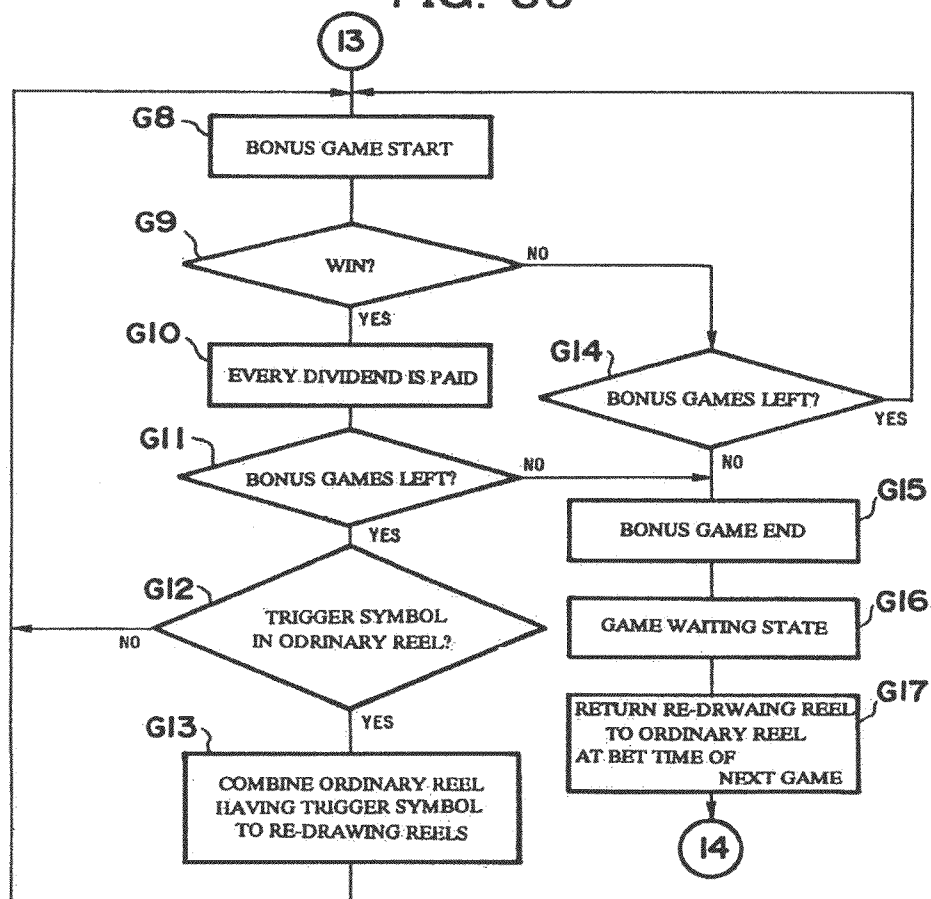 13
G8
BONUS GAME START
G9
WIN?
NO
YES
G10
EVERY DIVIDEND IS PAID
G14
BONUS GAMES LEFT?
YES
NO
G11
BONUS GAMES LEFT?
NO
YES
G15
BONUS GAME END
G12
TRIGGER SYMBOL
IN ODRINARY REEL?
NO
YES
G16
GAME WAITING STATE
G17
RETURN RE-DRWAING REEL
TO ORDINARY REEL
AT BET TIME OF
NEXT GAME
G13
COMBINE ORDINARY REEL
HAVING TRIGGER SYMBOL
TO RE-DRAWING REELS
14